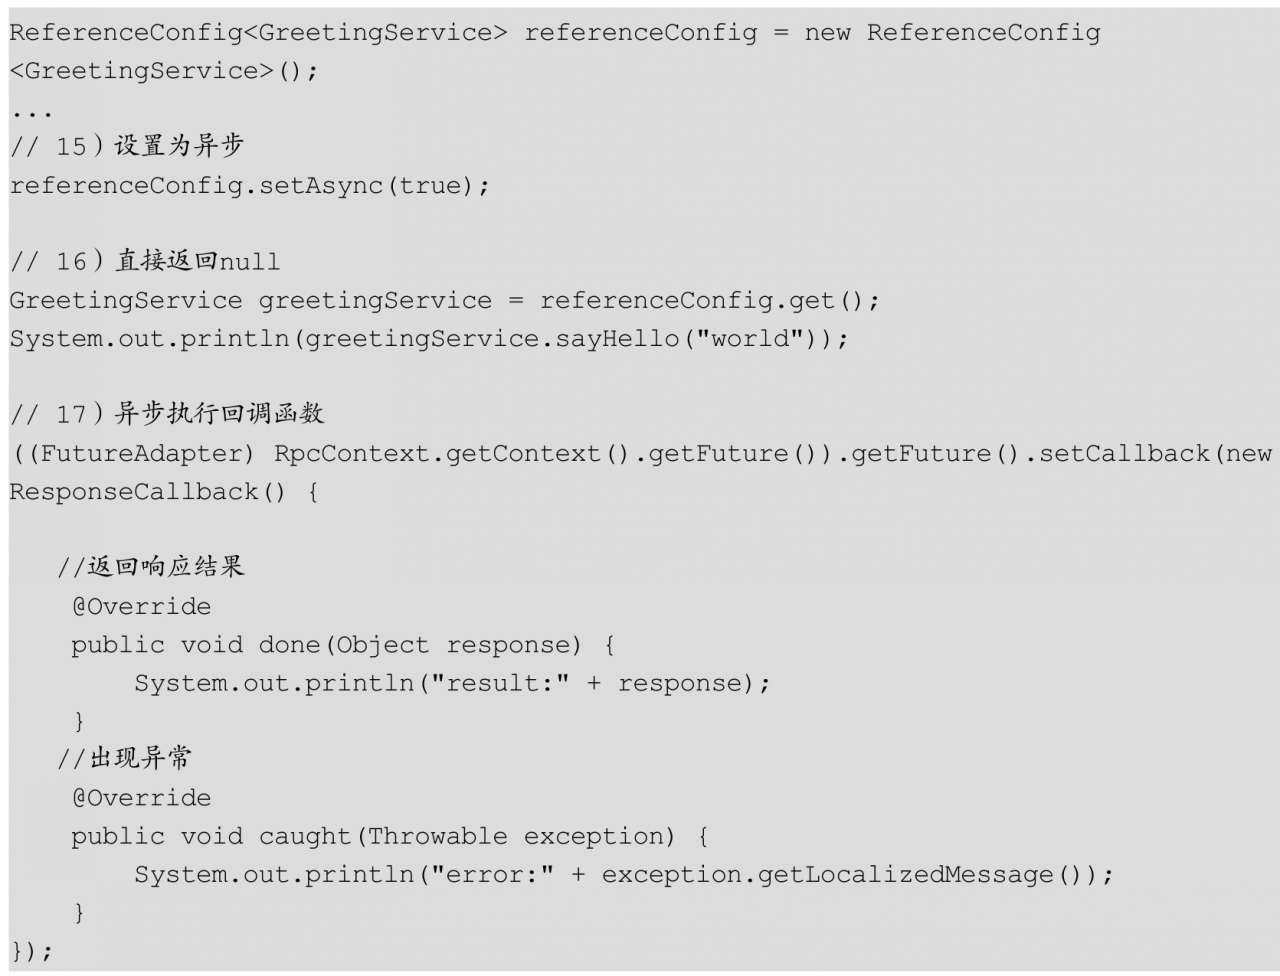 ReferenceConfig<GreetingService> referenceConfig = new ReferenceConfig
<GreetingService>();
...
// 15）设置为异步
referenceConfig.setAsync(true);

// 16）直接返回null
GreetingService greetingService = referenceConfig.get();
System.out.println(greetingService.sayHello("world"));

// 17）异步执行回调函数
((FutureAdapter) RpcContext.getContext().getFuture()).getFuture().setCallback(new
ResponseCallback() {

   //返回响应结果
    @Override
    public void done(Object response) {
        System.out.println("result:" + response);
    }
   //出现异常
    @Override
    public void caught(Throwable exception) {
        System.out.println("error:" + exception.getLocalizedMessage());
    }
});